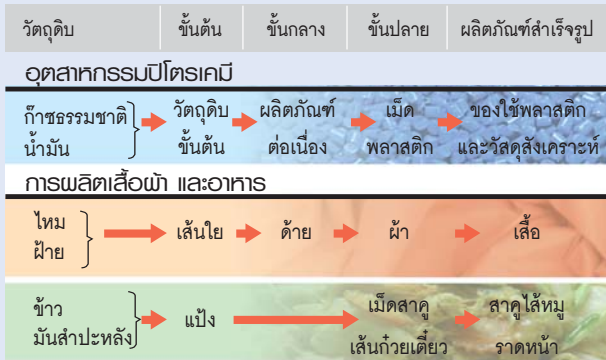 วัตถุดิบ ขั้นต้น ขั้นกลาง ขั้นปลาย ผลิตภัณฑ์สำเร็จรูป
อุตสาหกรรมปิโตรเคมี
ก๊าซธรรมชาติ วัตถุดิบ ผลิตภัณฑ์ เม็ด ของใช้พลาสติก
น้ำมัน ขั้นต้น ต่อเนื่อง พลาสติก และวัสดุสังเคราะห์
การผลิตเสื้อผ้า และอาหาร
ไหม
ฝ้าย
เส้นใย ด้าย ผ้า เสื้อ
ข้าว
มันสำปะหลัง
แป้ง
เม็ดสาคู สาคูไส้หมู
เส้นก๋วยเตี๋ยว ราดหน้า